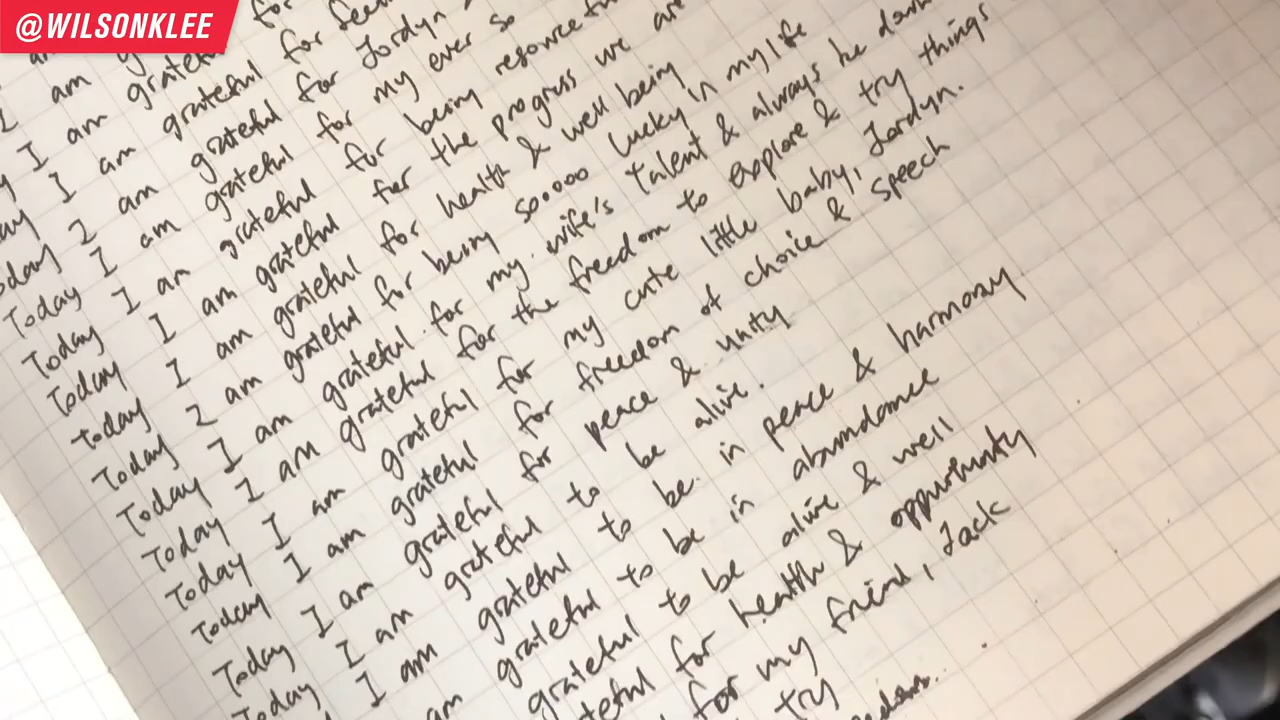 for
am grateful for
I am grateful for Jordyn
I am grateful for my ever so
Today I am grateful for being
Today I am grateful for the progress we are
Today I am grateful for health & well being
Today I am grateful for being sooooo lucky in my life
Today I am grateful for my wife's talent & always he
Today I am grateful for the freedom to explore & try things
Today I am grateful for my cute little baby, Jordyn.
Today I am grateful for freedom of choice & speech
Today I am grateful for peace & unity
Today I am grateful to be alive.
Today I am grateful to be in peace & harmony
am grateful to be in abundance
grateful to be alive & well
teful for health & opportunity
for my friend, Jack
try
@WILSONKLEE